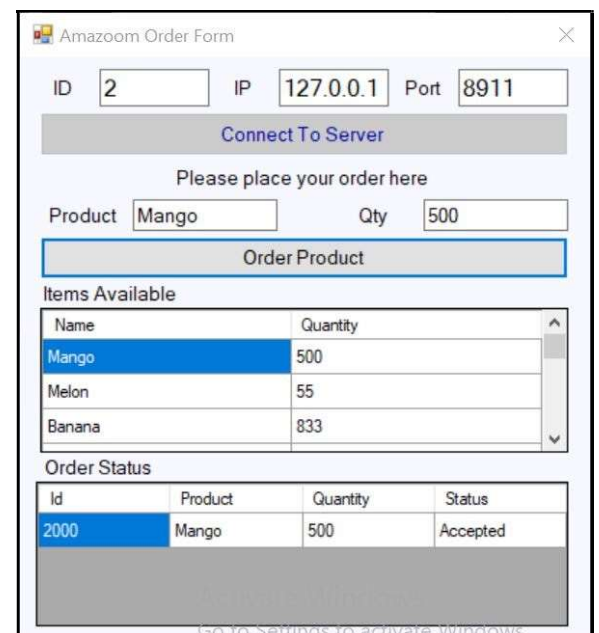 Amazoom Order Form
ID 2 IP 127.0.0.1 Port 8911
Connect To Server
Please place your order here
Product Mango Qty 500
Order Product
Items Available
Name Quantity
Mango 500
Melon 55
Banana 833
Order Status
Id Product Quantity Status
2000 Mango 500 Accepted
Activate Windows
Go to Settings to activate Windows